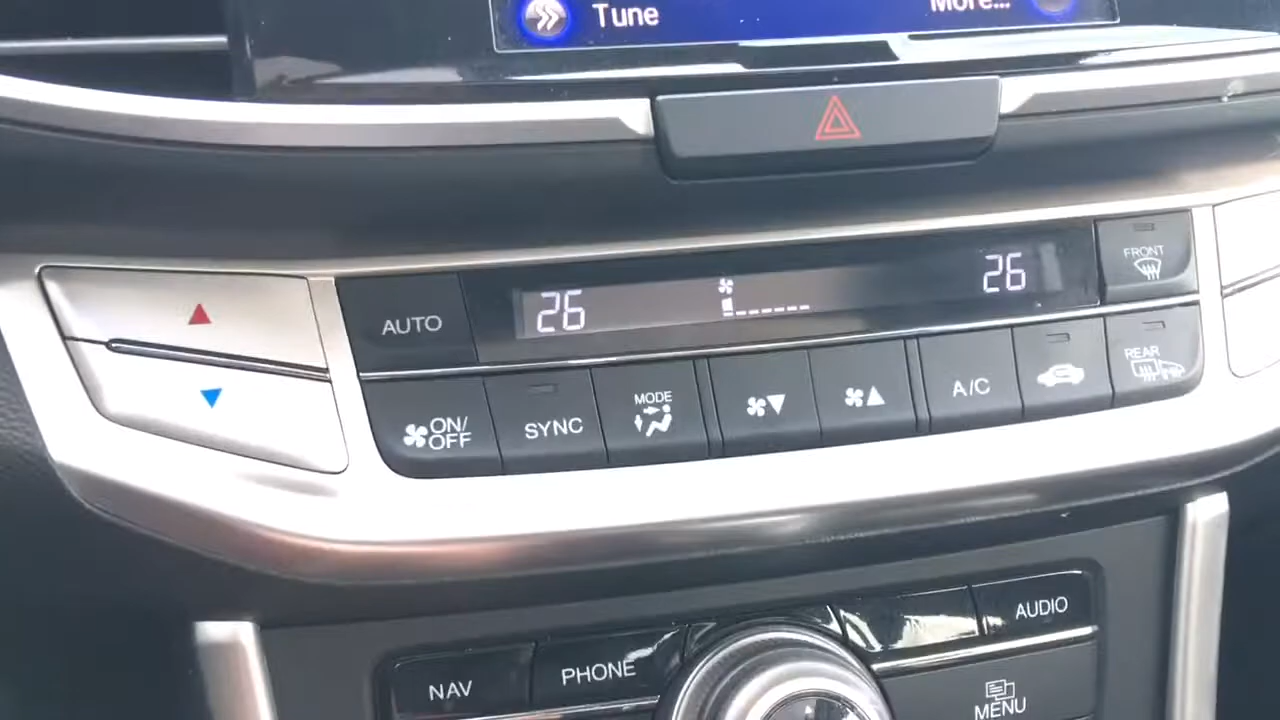 Tune
More...
26
26
FRONT
AUTO
ON/
OFF
SYNC
MODE
A/C
REAR
NAV
PHONE
AUDIO
MENU